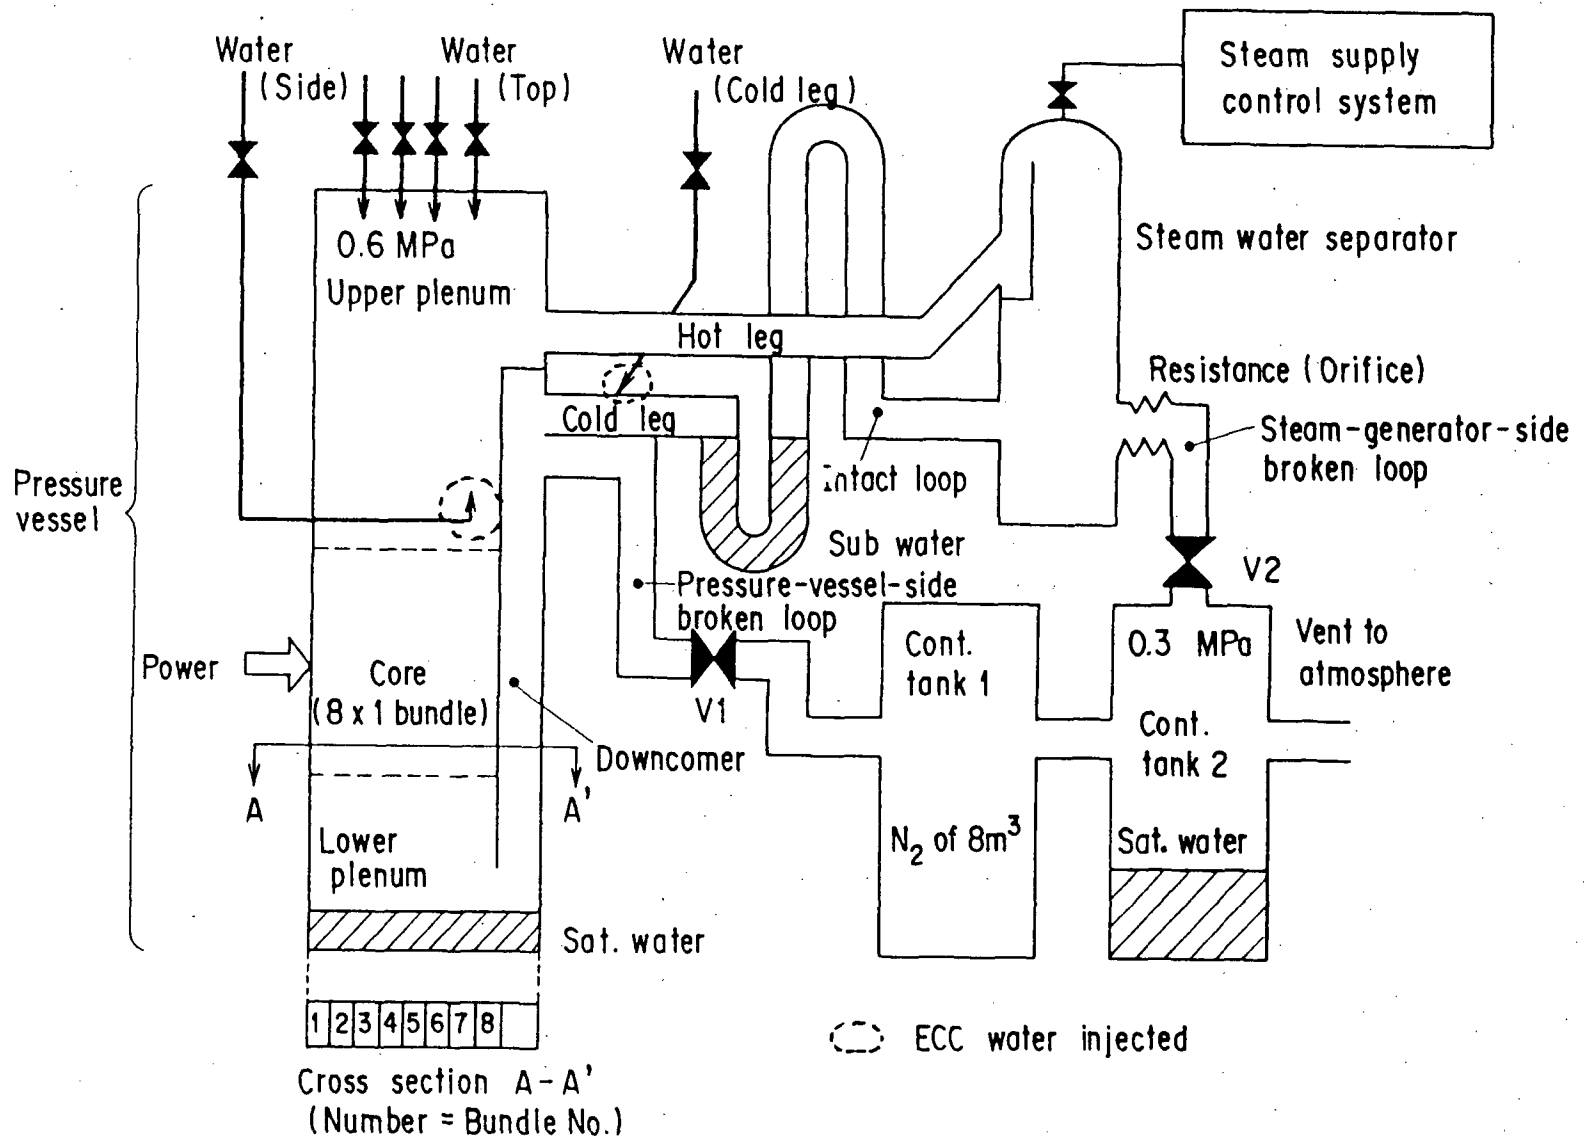 Water
(Side)
Water
(Top)
Water
(Cold leg)
Steam supply
control system
0.6 MPa
Upper plenum
Steam water separator
Hot leg
Resistance (Orifice)
Cold leg
Steam-generator-side
broken loop
Intact loop
Pressure
vessel
Sub water
V2
Pressure-vessel-side
broken loop
Cont.
tank 1
0.3 MPa
Vent to
atmosphere
Power
Core
(8 x 1 bundle)
V1
Cont.
tank 2
Downcomer
A
A'
Lower
plenum
N2 of 8m3
Sat. water
Sat. water
1 2 3 4 5 6 7 8
ECC water injected
Cross section A-A'
(Number = Bundle No.)